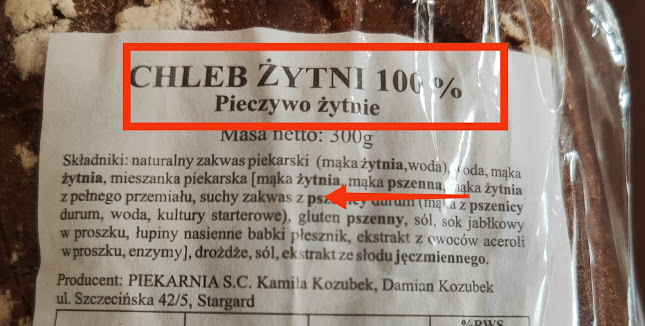 CHLEB ŻYTNI 100 %
Pieczywo żytnie
Masa netto: 300g
Składniki: naturalny zakwas piekarski (mąka żytnia,woda), woda, mąka
żytnia, mieszanka piekarska [mąka żytnia, mąka pszenna, mąka żytnia
z pełnego przemiału, suchy zakwas z pszenicy durum (mąka z pszenicy
durum, woda, kultury starterowe), gluten pszenny, sól, sok jabłkowy
w proszku, łupiny nasienne babki płesznik, ekstrakt z owoców aceroli
w proszku, enzymy], drożdże, sól, ekstrakt ze słodu jęczmiennego.
Producent: PIEKARNIA S.C. Kamila Kozubek, Damian Kozubek
ul. Szczecińska 42/5, Stargard
%RWS